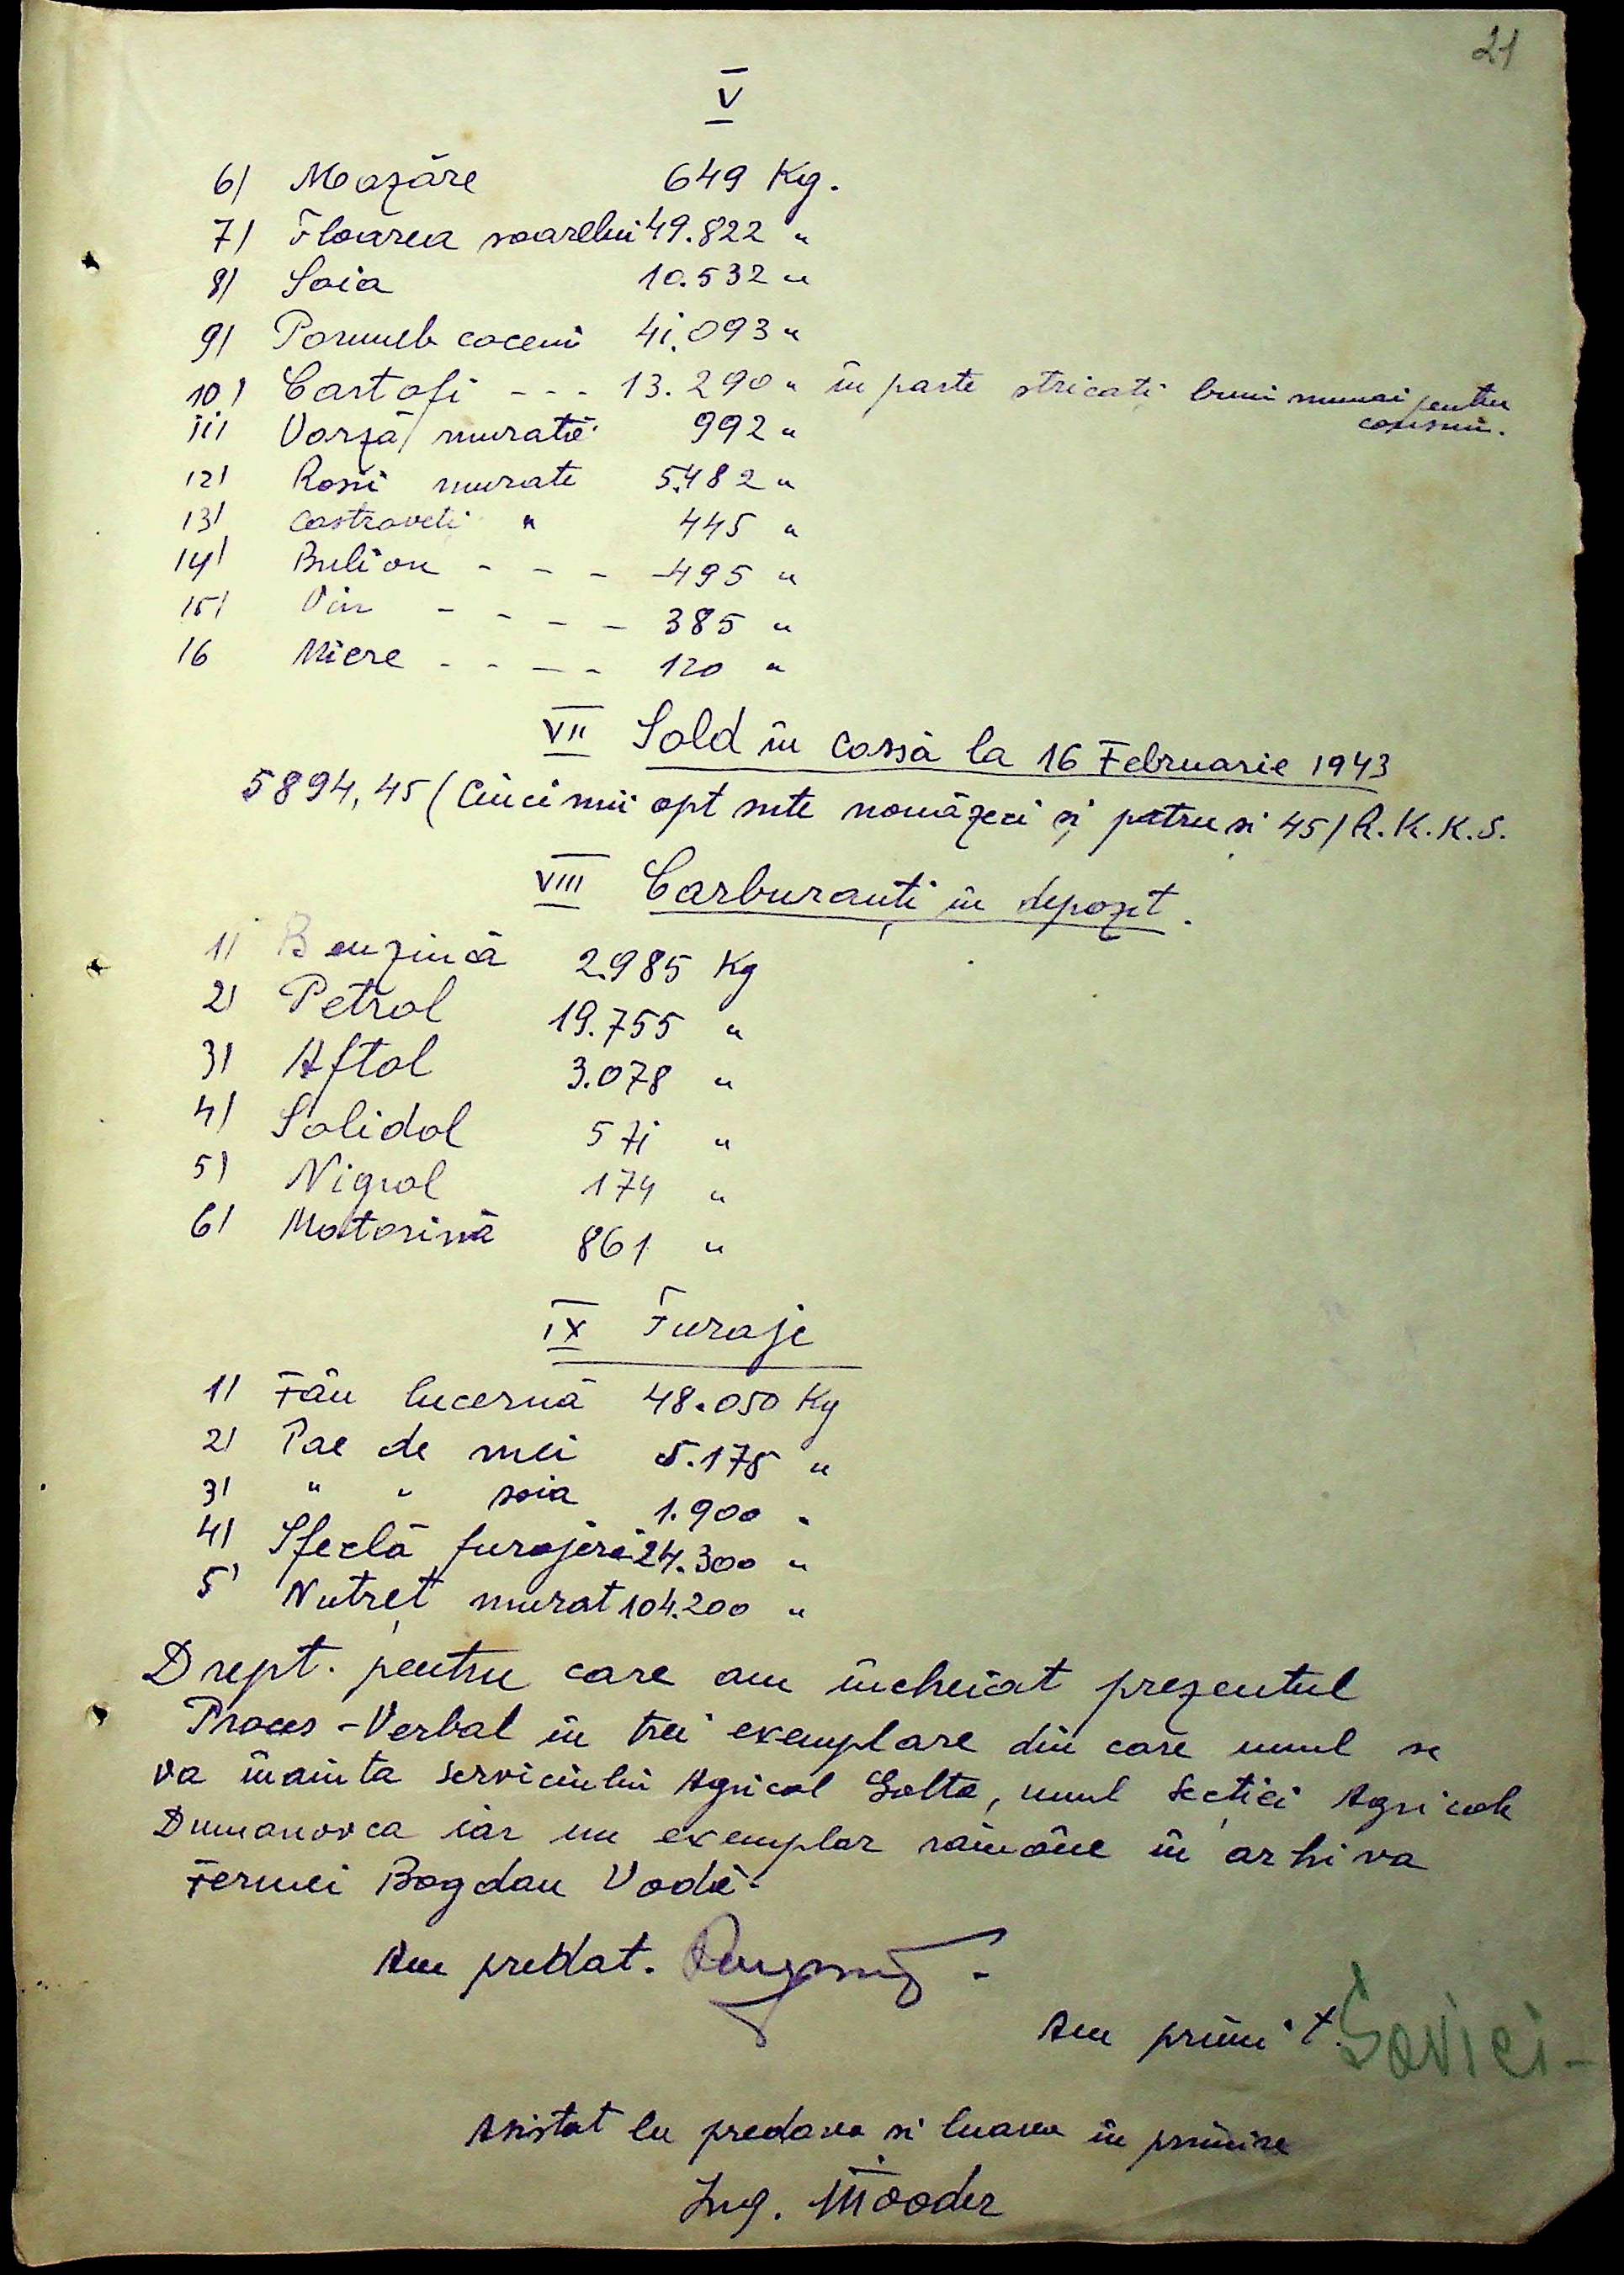 21
V
6) Mazăre 649 Kg.
7) Floarea soarelui 49.822 "
8) Soia 10.532 "
9) Porumb coceni 41.093 "
10) Cartofi - - - 13.290 " în parte stricați buni numai pentru
consum.
11) Varză murată 992 "
12) Rosii murate 5.482 "
13) Castraveti " 445 "
14) Bulion - - - 495 "
15) Vin - - - - 385 "
16 Miere - - - - 120 "
VII Sold în cassă la 16 Februarie 1943
5894,45 (Cinci mii opt sute nouăzeci și patru si 45) R.K.K.S.
VIII Carburanți în depozit.
1) Benzină 2.985 Kg
2) Petrol 19.755 "
3) Aftol 3.078 "
4) Solidol 571 "
5) Nigrol 174 "
6) Motorină 861 "
IX Furaje
1) Fân lucernă 48.050 Kg
2) Pae de mei 5.175 "
3) " " soia 1.900 "
4) Sfeclă furajeră 24.300 "
5) Nutreț murat 104.200 "
Drept. pentru care am încheiat prezentul
Proces-Verbal în trei exemplare din care unul se
va înainta Serviciului Agricol Golta, unul Secției Agricole
Dumanovca iar un exemplar rămâne în arhiva
Fermei Bogdan Vodă.
Am predat.
Am primit. Savici-
Asistat la predarea si luarea în primire
Ing.